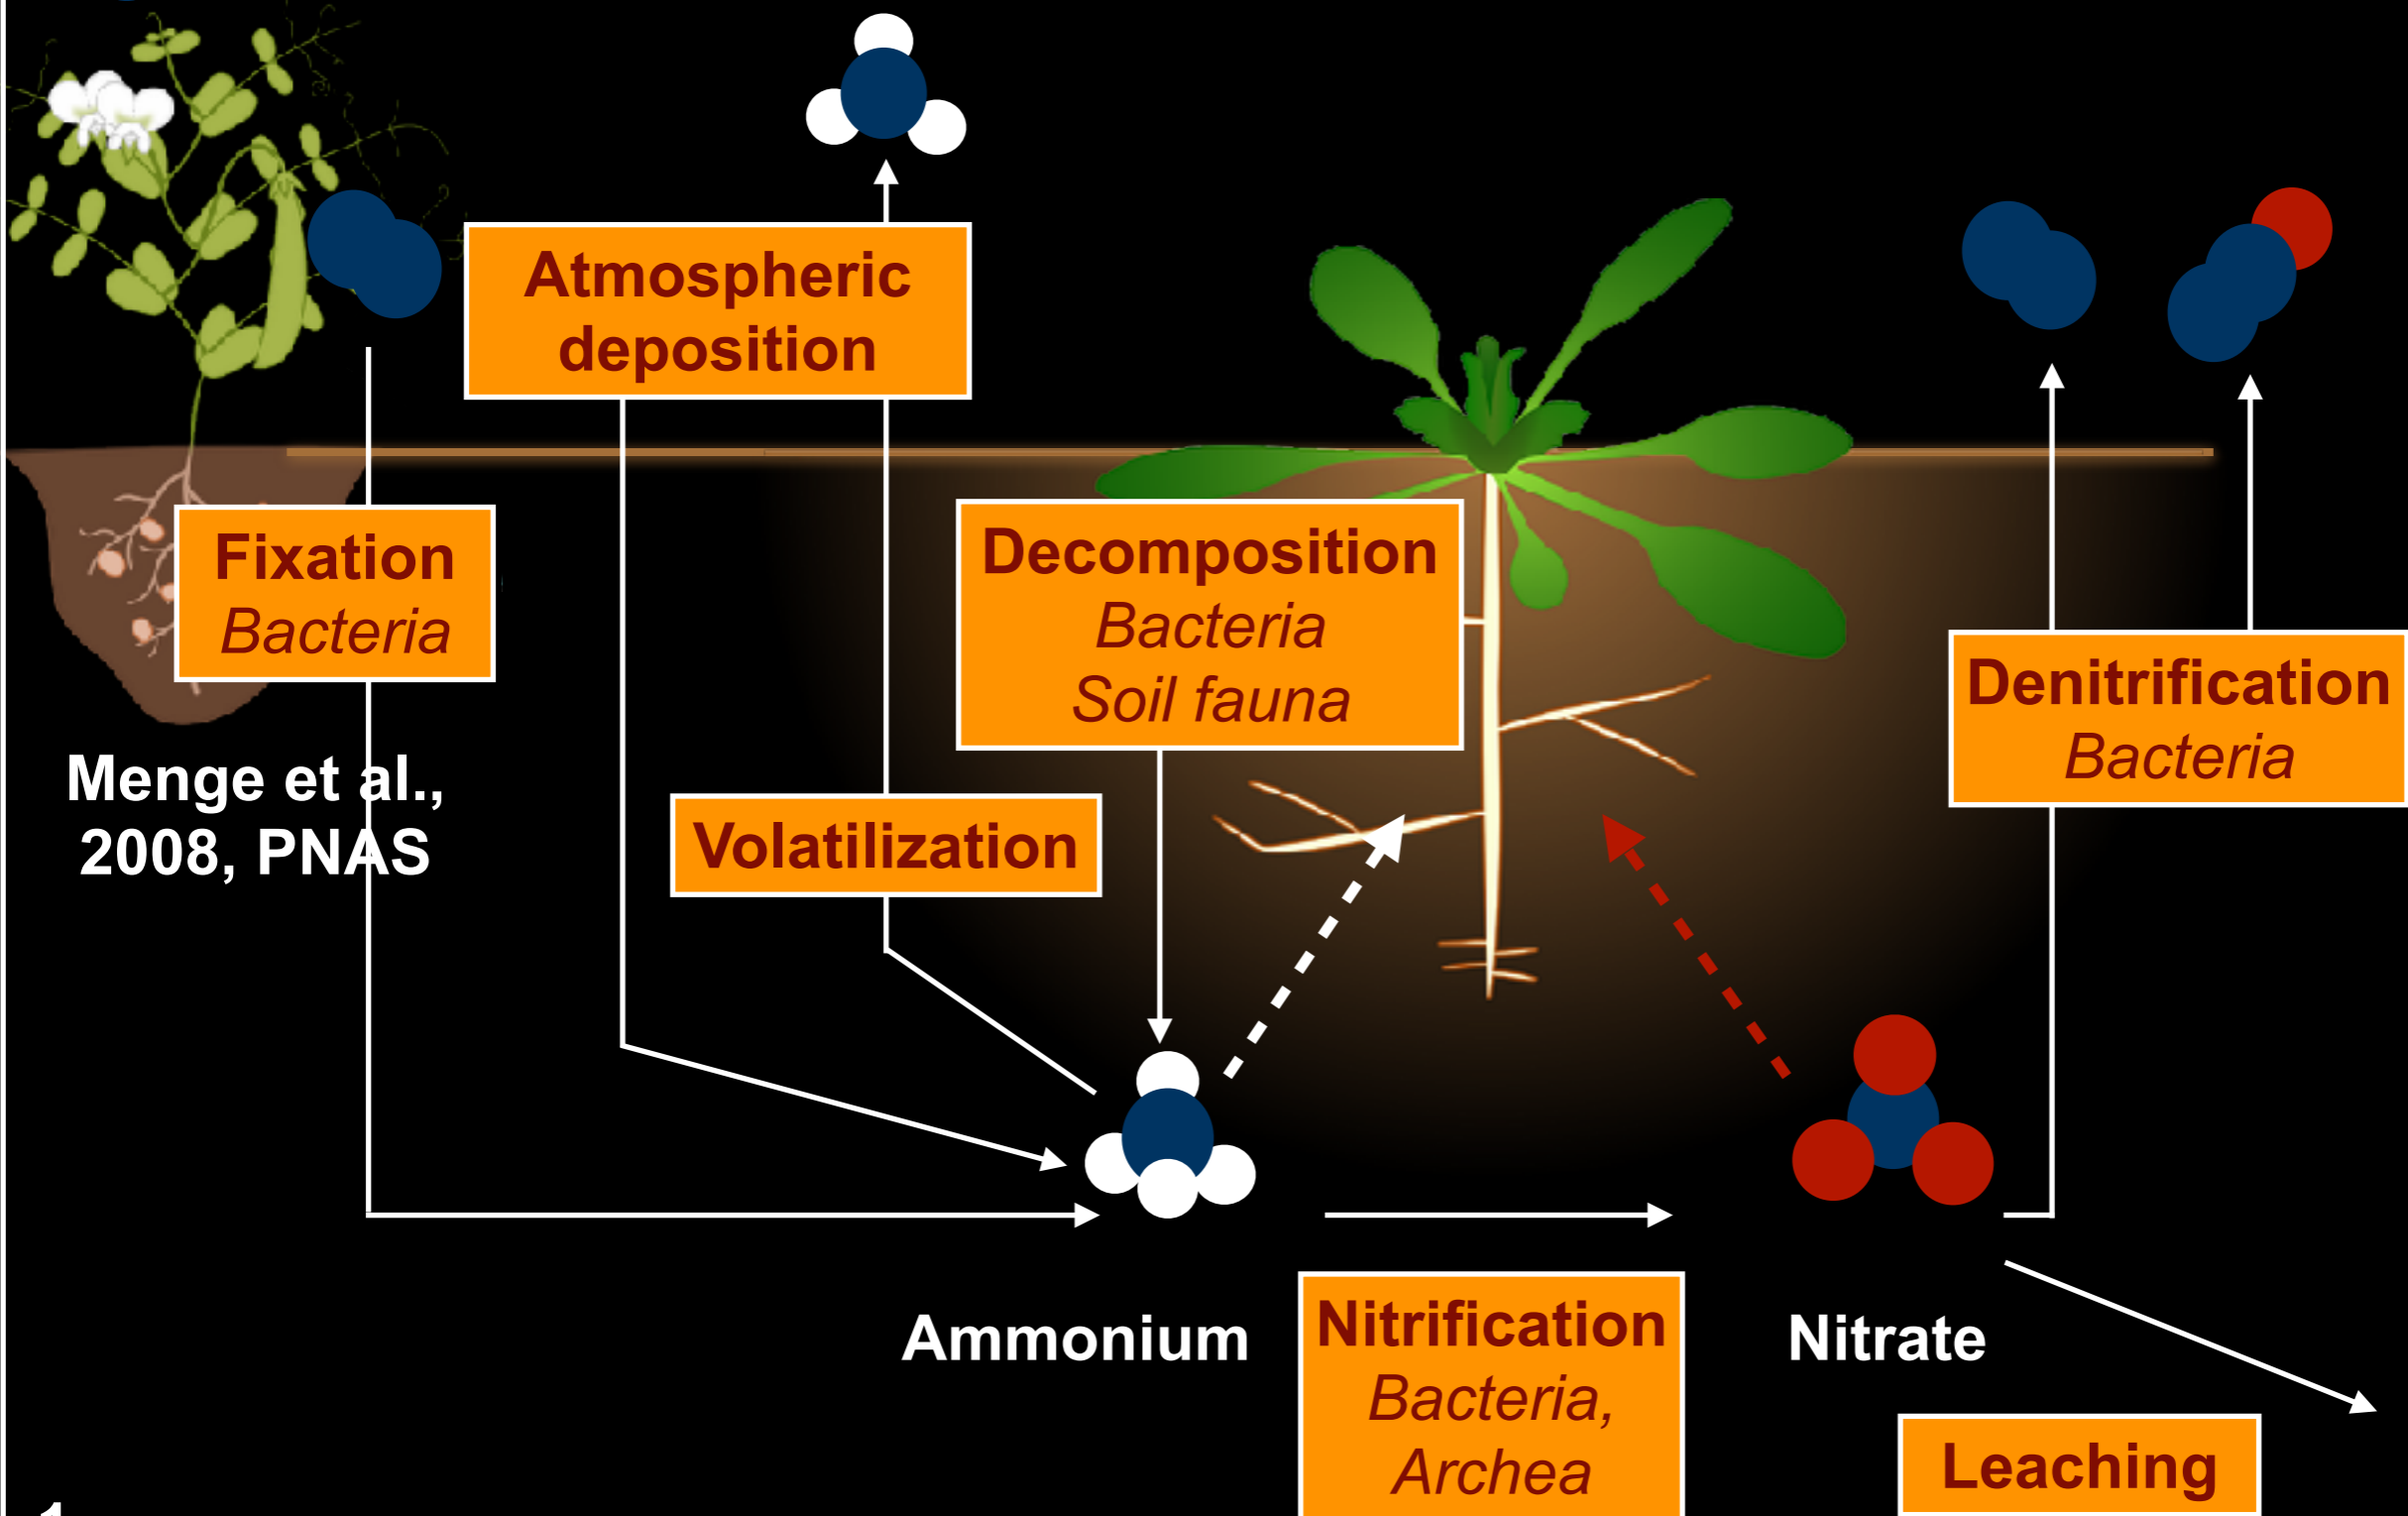 Atmospheric
deposition
Fixation
Bacteria
Decomposition
Bacteria
Soil fauna
Denitrification
Bacteria
Menge et al.,
2008, PNAS
Volatilization
Ammonium
Nitrification
Bacteria,
Archea
Nitrate
Leaching
1